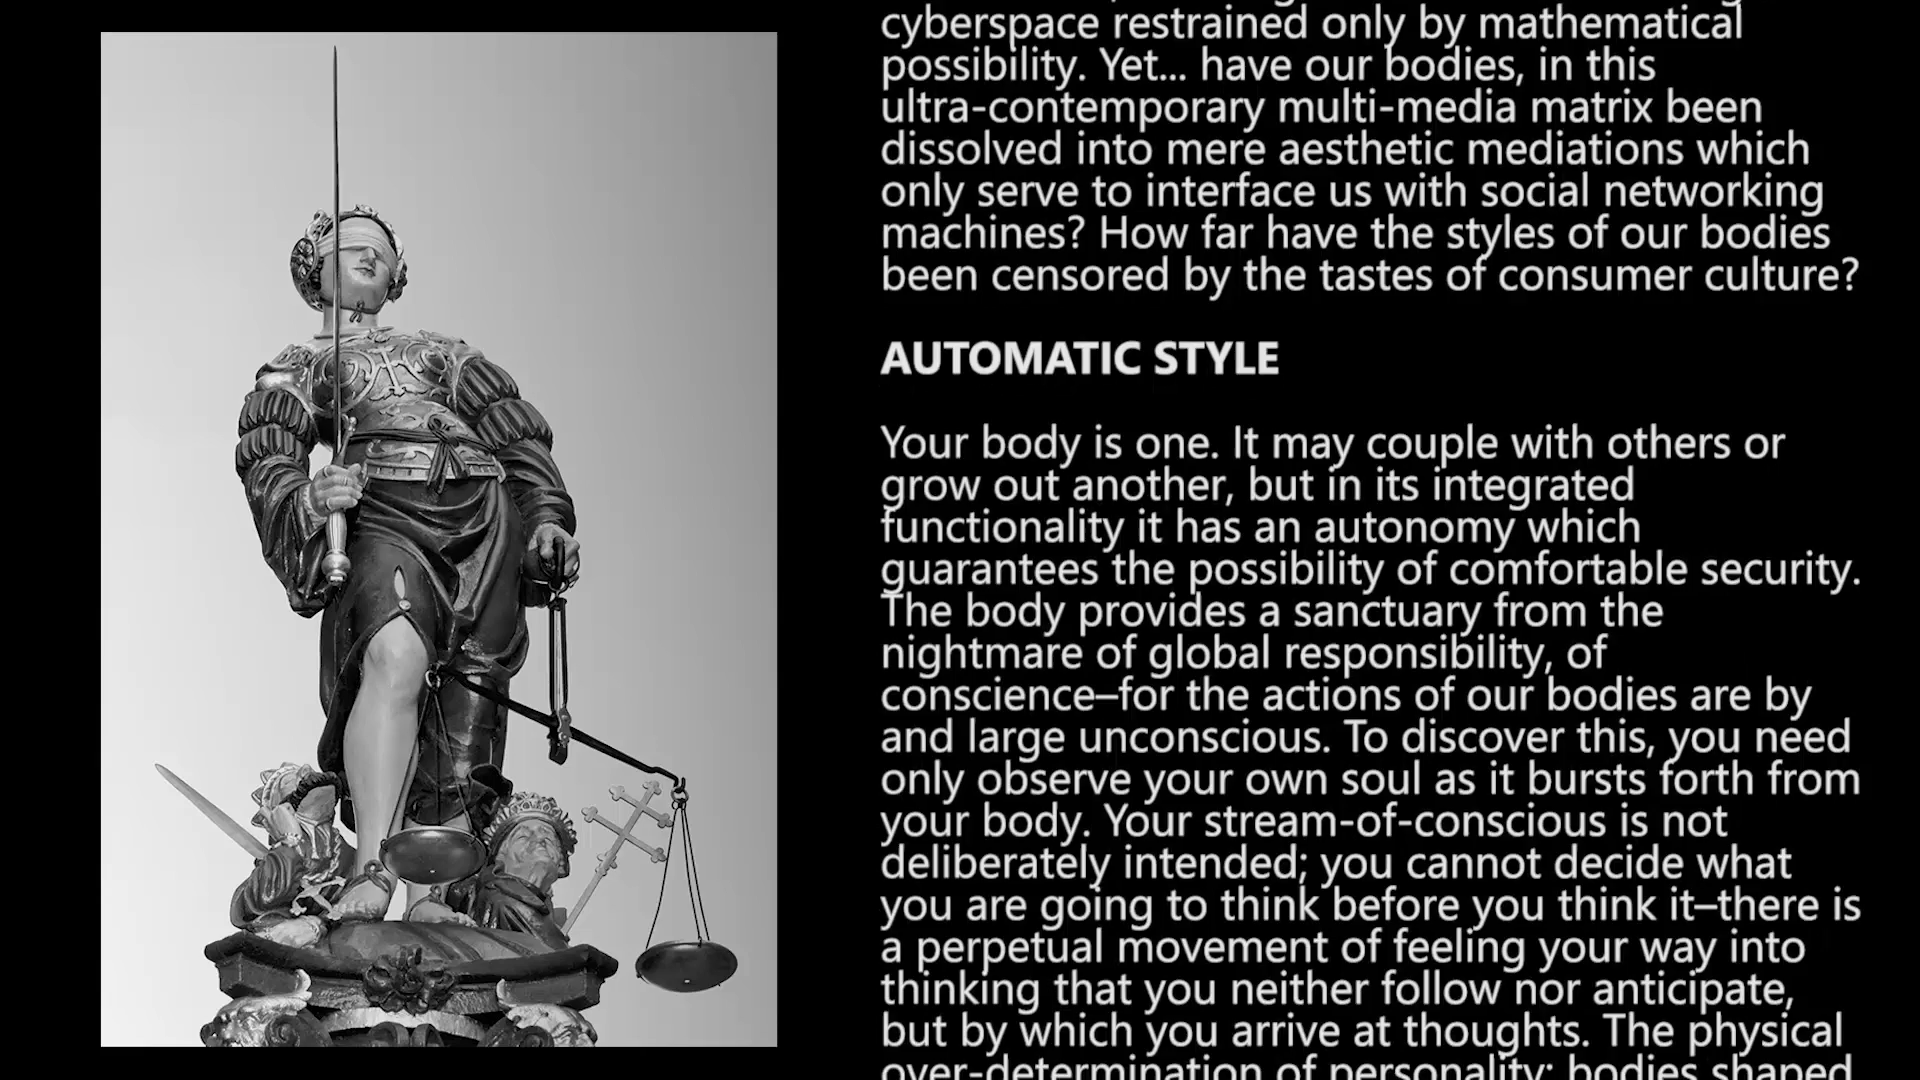 cyberspace restrained only by mathematical
possibility. Yet... have our bodies, in this
ultra-contemporary multi-media matrix been
dissolved into mere aesthetic mediations which
only serve to interface us with social networking
machines? How far have the styles of our bodies
been censored by the tastes of consumer culture?
AUTOMATIC STYLE
Your body is one. It may couple with others or
grow out another, but in its integrated
functionality it has an autonomy which
guarantees the possibility of comfortable security.
The body provides a sanctuary from the
nightmare of global responsibility, of
conscience–for the actions of our bodies are by
and large unconscious. To discover this, you need
only observe your own soul as it bursts forth from
your body. Your stream-of-conscious is not
deliberately intended; you cannot decide what
you are going to think before you think it–there is
a perpetual movement of feeling your way into
thinking that you neither follow nor anticipate,
but by which you arrive at thoughts. The physical
over-determination of personality: bodies shaped